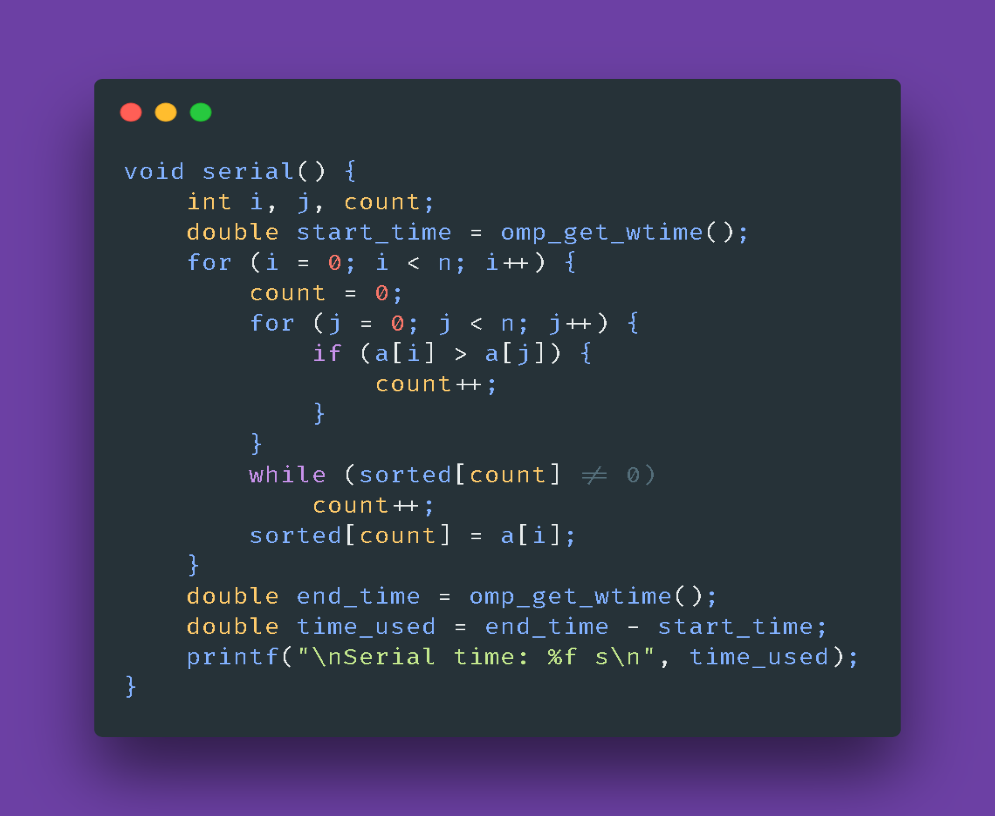 void serial() {
    int i, j, count;
    double start_time = omp_get_wtime();
    for (i = 0; i < n; i++) {
        count = 0;
        for (j = 0; j < n; j++) {
            if (a[i] > a[j]) {
                count++;
            }
        }
        while (sorted[count] != 0)
            count++;
        sorted[count] = a[i];
    }
    double end_time = omp_get_wtime();
    double time_used = end_time - start_time;
    printf("\nSerial time: %f s\n", time_used);
}